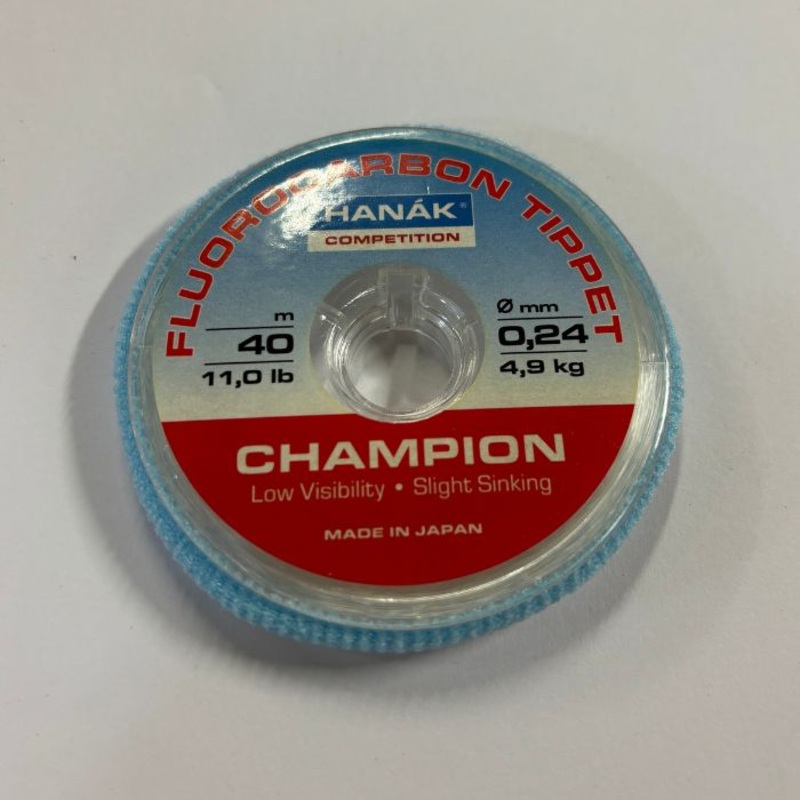 FLUOROCARBON TIPPET
HANÁK®
COMPETITION
m
40
11,0 lb
Ø mm
0,24
4,9 kg
CHAMPION
Low Visibility • Slight Sinking
MADE IN JAPAN